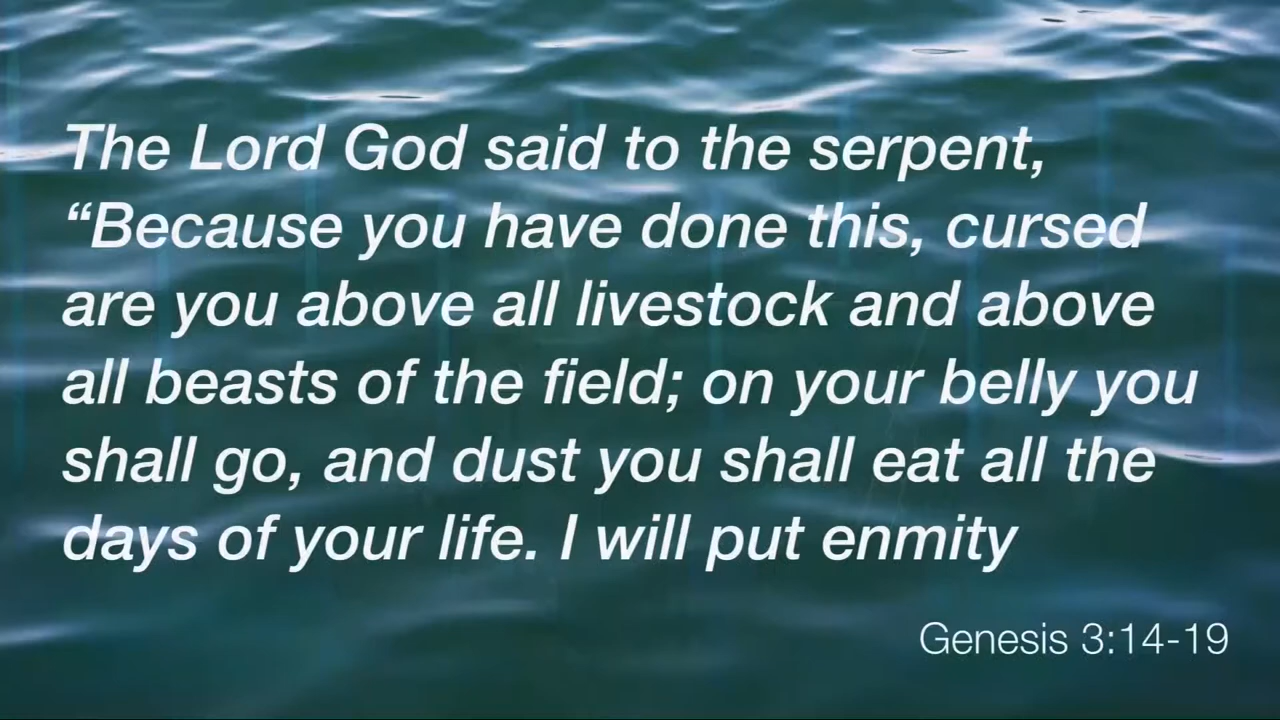 The Lord God said to the serpent,
“Because you have done this, cursed
are you above all livestock and above
all beasts of the field; on your belly you
shall go, and dust you shall eat all the
days of your life. I will put enmity
Genesis 3:14-19